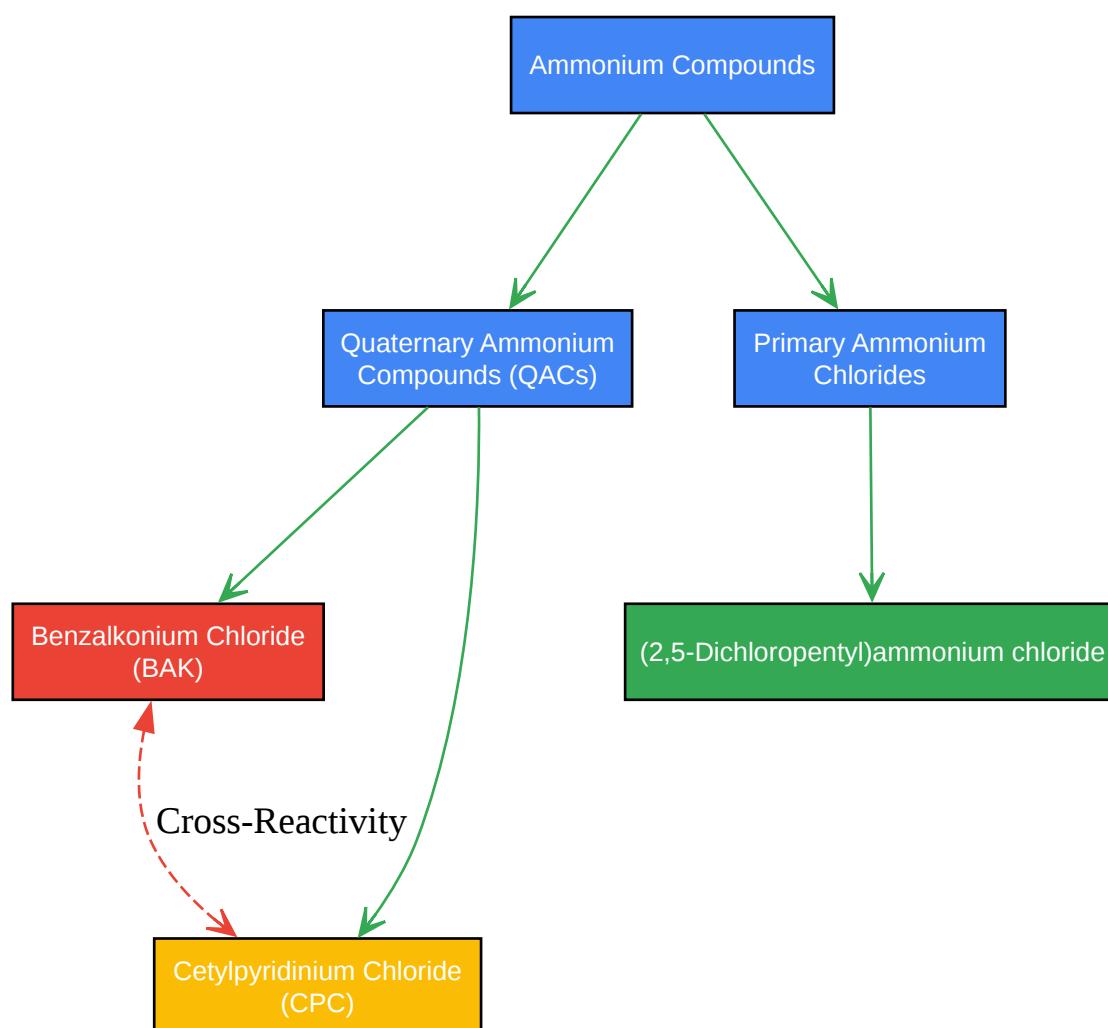 Ammonium Compounds
Quaternary Ammonium
Compounds (QACs)
Primary Ammonium
Chlorides
Benzalkonium Chloride
(BAK)
(2,5-Dichloropentyl)ammonium chloride
Cross-Reactivity
Cetylpyridinium Chloride
(CPC)